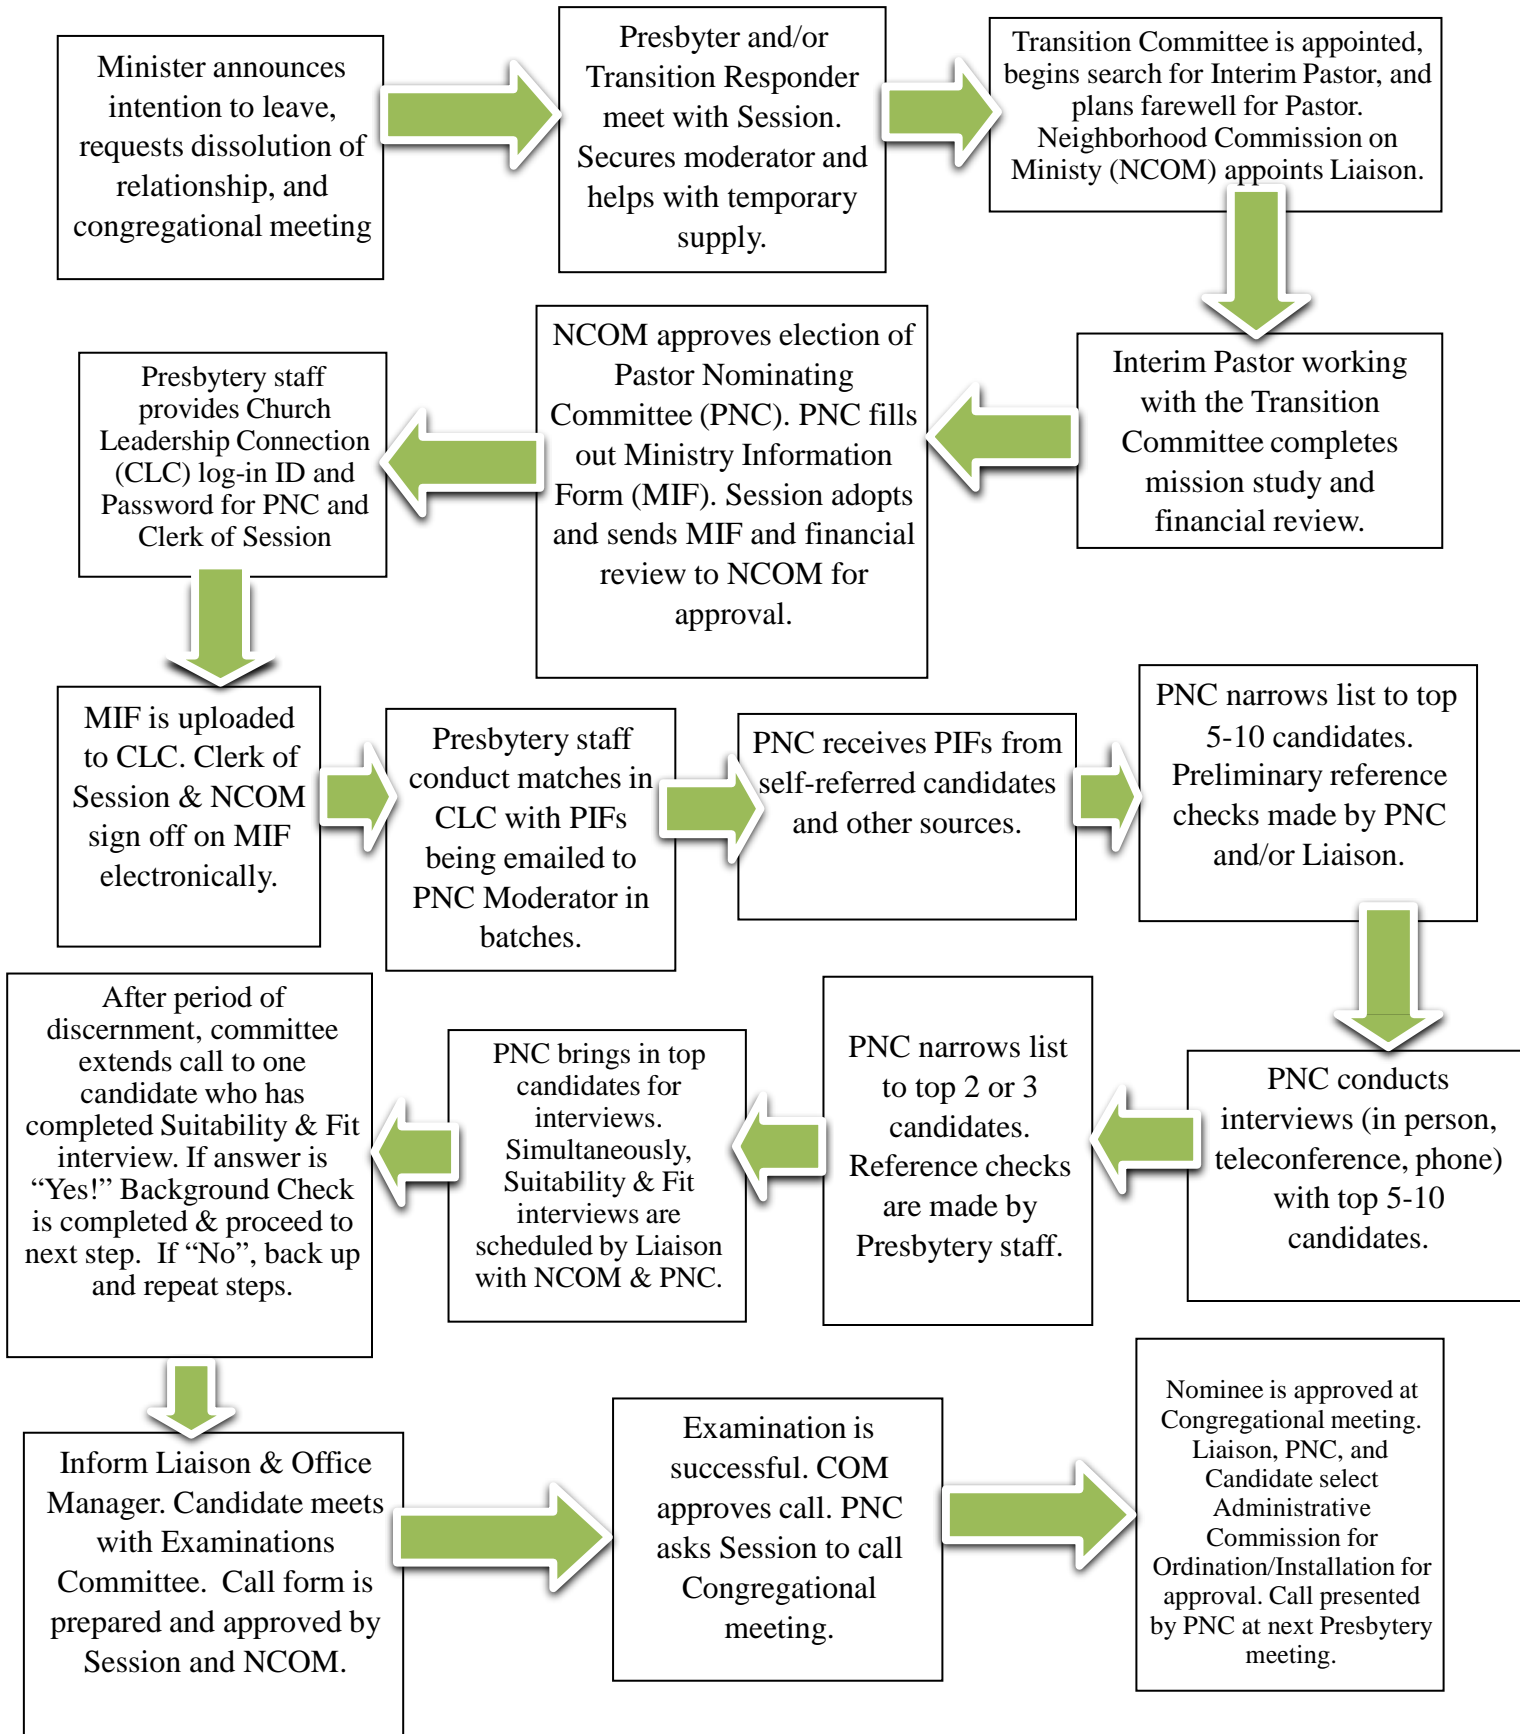 Minister announces
intention to leave,
requests dissolution of
relationship, and
congregational meeting
Presbyter and/or
Transition Responder
meet with Session.
Secures moderator and
helps with temporary
supply.
Transition Committee is appointed,
begins search for Interim Pastor, and
plans farewell for Pastor.
Neighborhood Commission on
Ministy (NCOM) appoints Liaison.
Interim Pastor working
with the Transition
Committee completes
mission study and
financial review.
NCOM approves election of
Pastor Nominating
Committee (PNC). PNC fills
out Ministry Information
Form (MIF). Session adopts
and sends MIF and financial
review to NCOM for
approval.
Presbytery staff
provides Church
Leadership Connection
(CLC) log-in ID and
Password for PNC and
Clerk of Session
MIF is uploaded
to CLC. Clerk of
Session & NCOM
sign off on MIF
electronically.
Presbytery staff
conduct matches in
CLC with PIFs
being emailed to
PNC Moderator in
batches.
PNC receives PIFs from
self-referred candidates
and other sources.
PNC narrows list to top
5-10 candidates.
Preliminary reference
checks made by PNC
and/or Liaison.
PNC conducts
interviews (in person,
teleconference, phone)
with top 5-10
candidates.
PNC narrows list
to top 2 or 3
candidates.
Reference checks
are made by
Presbytery staff.
PNC brings in top
candidates for
interviews.
Simultaneously,
Suitability & Fit
interviews are
scheduled by Liaison
with NCOM & PNC.
After period of
discernment, committee
extends call to one
candidate who has
completed Suitability & Fit
interview. If answer is
“Yes!” Background Check
is completed & proceed to
next step. If “No”, back up
and repeat steps.
Inform Liaison & Office
Manager. Candidate meets
with Examinations
Committee. Call form is
prepared and approved by
Session and NCOM.
Examination is
successful. COM
approves call. PNC
asks Session to call
Congregational
meeting.
Nominee is approved at
Congregational meeting.
Liaison, PNC, and
Candidate select
Administrative
Commission for
Ordination/Installation for
approval. Call presented
by PNC at next Presbytery
meeting.